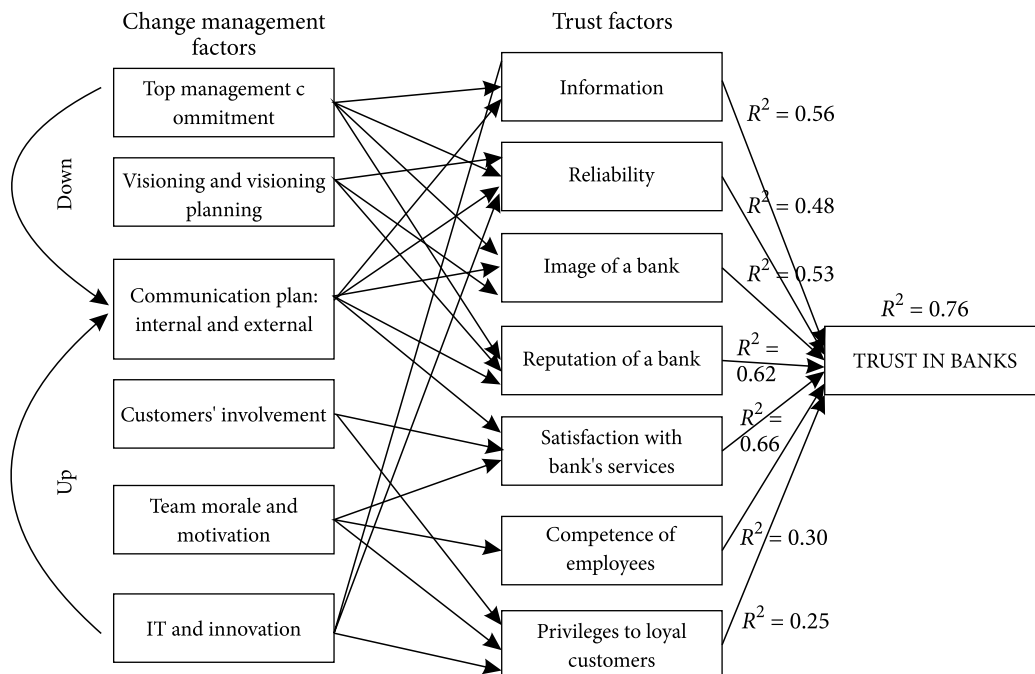 Change management
factors
Trust factors
Down
Up
Top management c
ommitment
Visioning and visioning
planning
Communication plan:
internal and external
Customers' involvement
Team morale and
motivation
IT and innovation
Information
Reliability
Image of a bank
Reputation of a bank
Satisfaction with
bank's services
Competence of
employees
Privileges to loyal
customers
R² = 0.56
R² = 0.48
R² = 0.53
R² =
0.62
R² =
0.66
R² = 0.30
R² = 0.25
R² = 0.76
TRUST IN BANKS